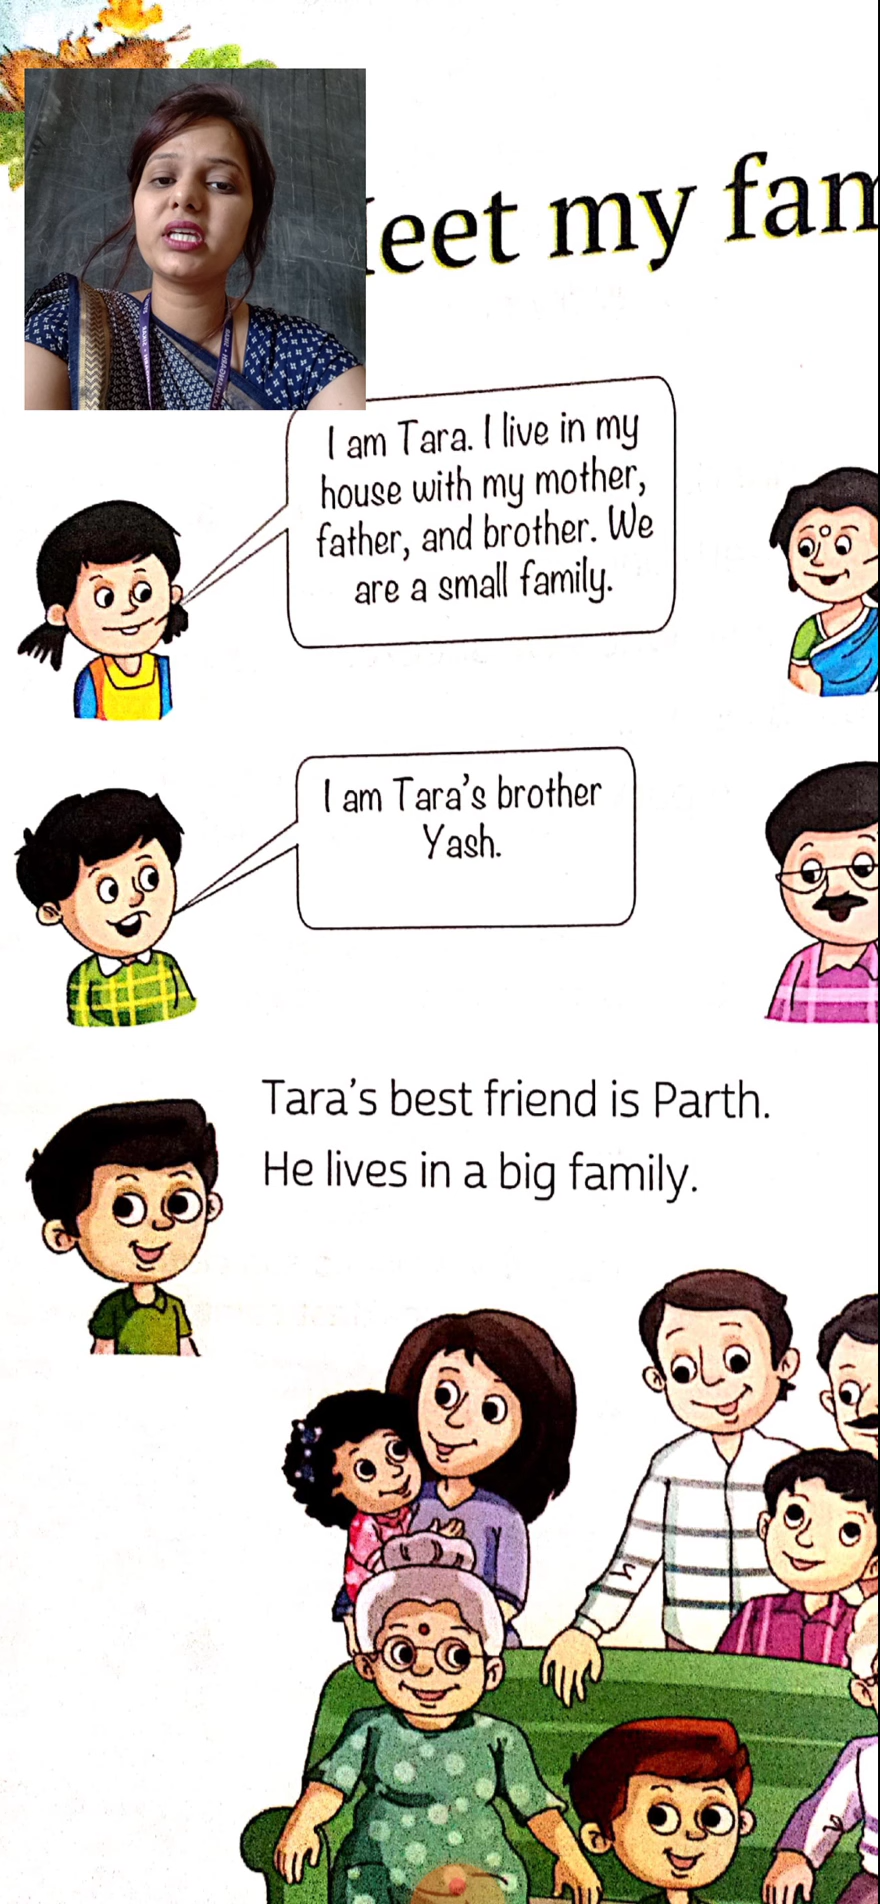 eet my fam
I am Tara. I live in my
house with my mother,
father, and brother. We
are a small family.
I am Tara's brother
Yash.
Tara's best friend is Parth.
He lives in a big family.